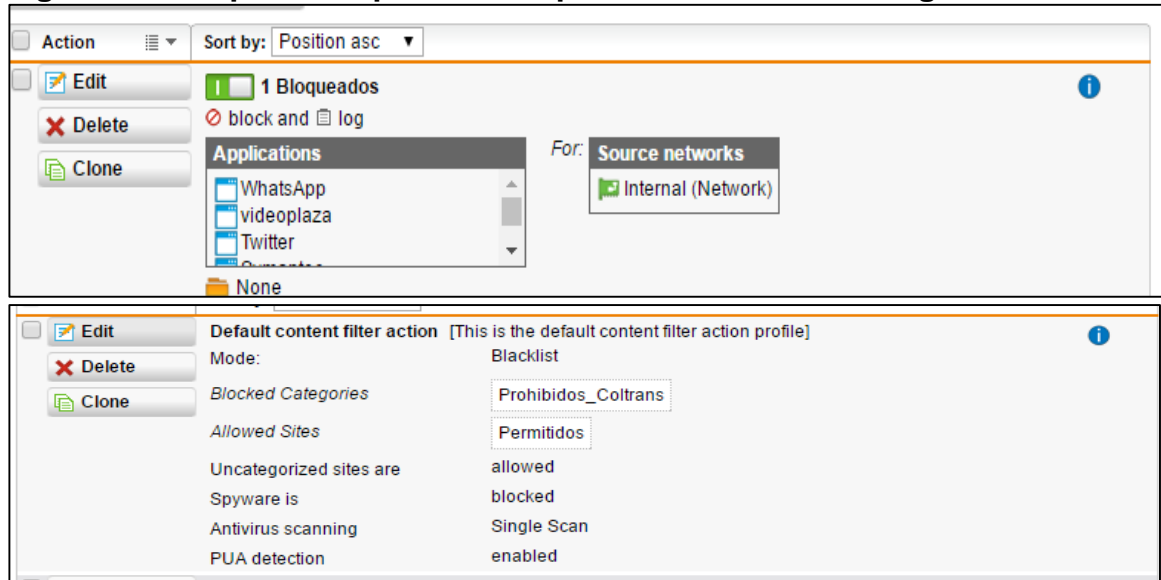 Action Sort by: Position asc
Edit 1 Bloqueados
Delete block and log
Clone Applications For: Source networks
WhatsApp Internal (Network)
videoplaza
Twitter
None
Edit Default content filter action [This is the default content filter action profile]
Delete Mode: Blacklist
Clone Blocked Categories Prohibidos_Coltrans
Allowed Sites Permitidos
Uncategorized sites are allowed
Spyware is blocked
Antivirus scanning Single Scan
PUA detection enabled